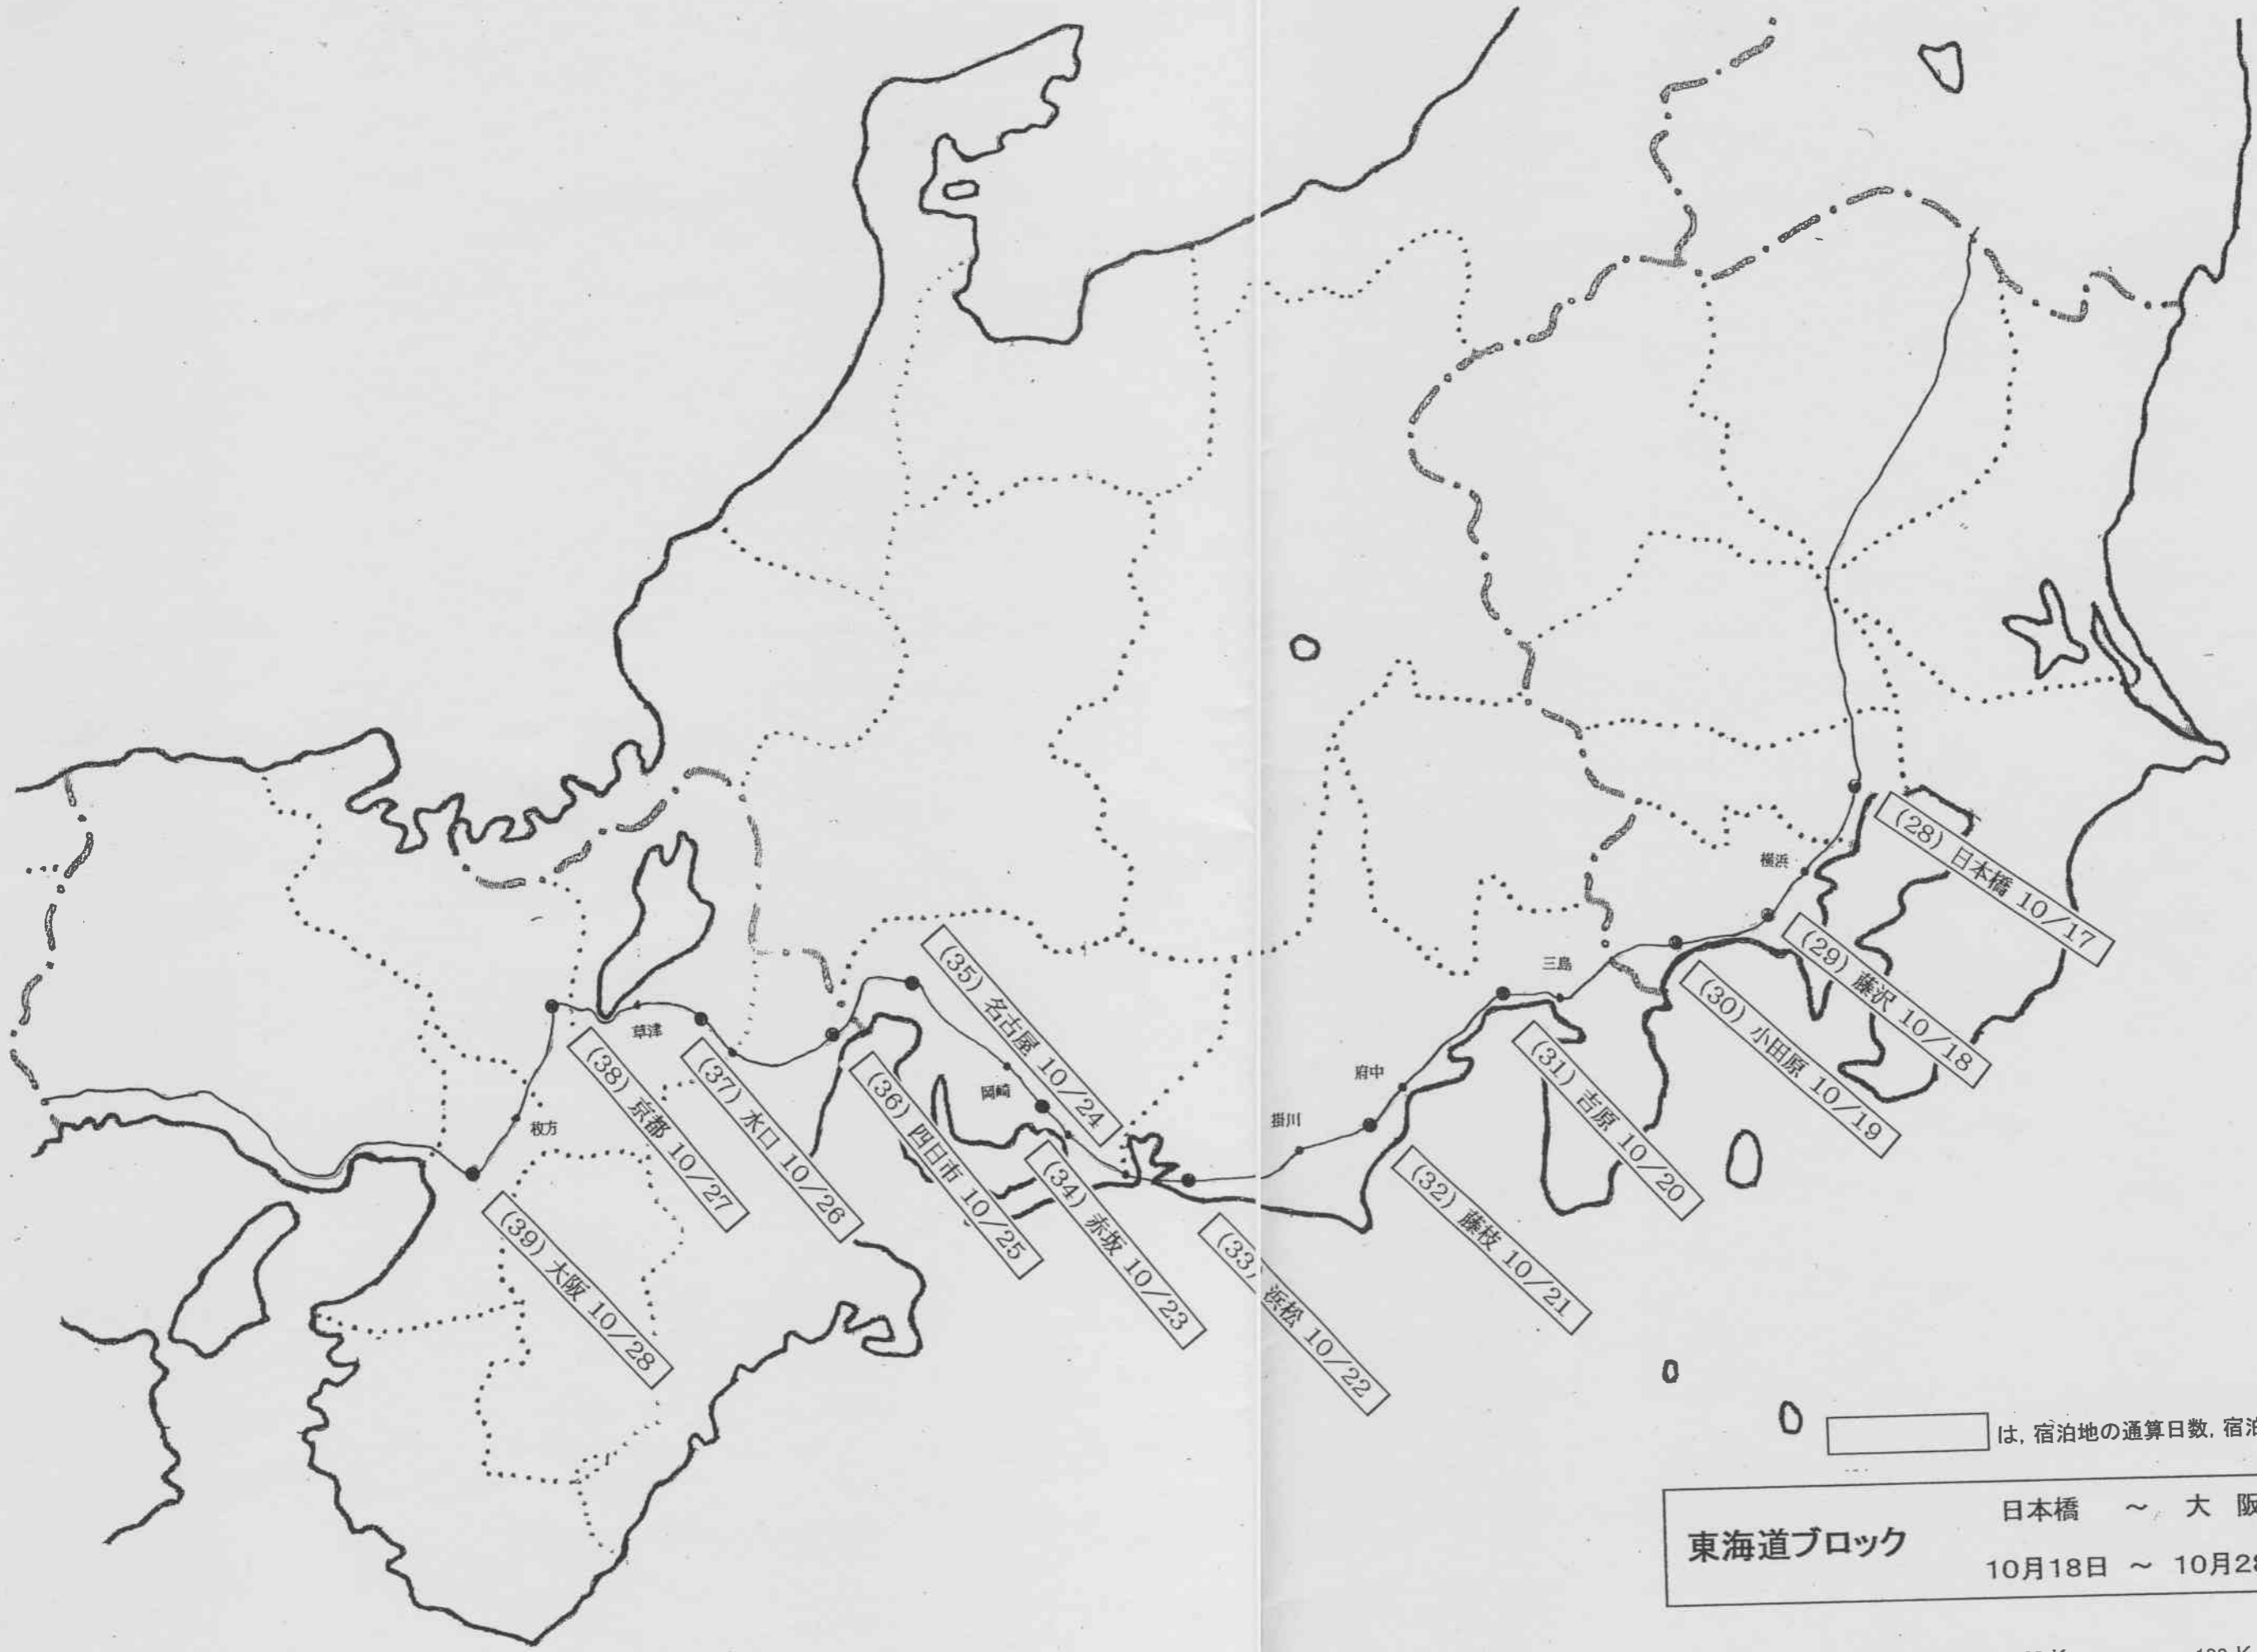 (28) 日本橋 10/17
横浜
(29) 藤沢 10/18
(30) 小田原 10/19
三島
(31) 吉原 10/20
府中
(32) 藤枝 10/21
掛川
(33) 浜松 10/22
(34) 赤坂 10/23
岡崎
(35) 名古屋 10/24
(36) 四日市 10/25
(37) 水口 10/26
草津
(38) 京都 10/27
枚方
(39) 大阪 10/28
は, 宿泊地の通算日数, 宿泊
東海道ブロック
日本橋 ～ 大 阪
10月18日 ～ 10月28